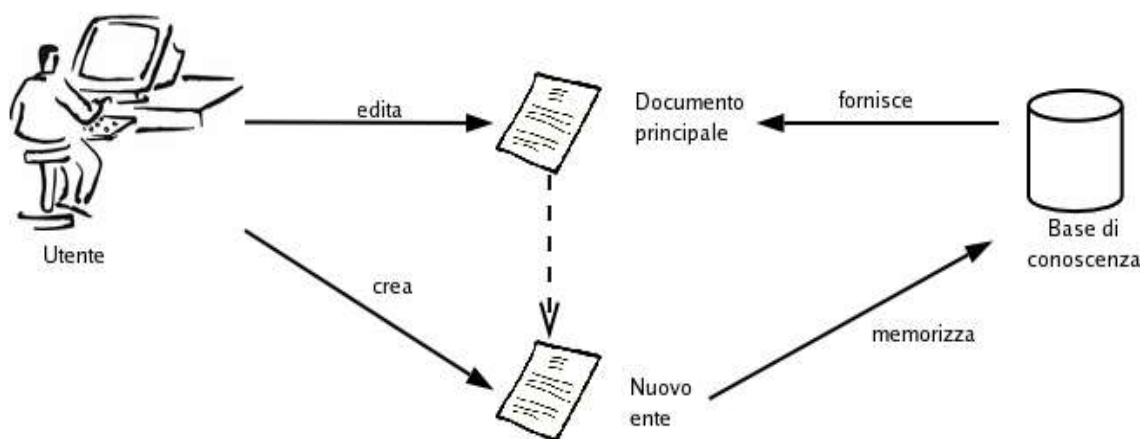 edita
Documento
principale
fornisce
Utente
Base di
conoscenza
crea
memorizza
Nuovo
ente